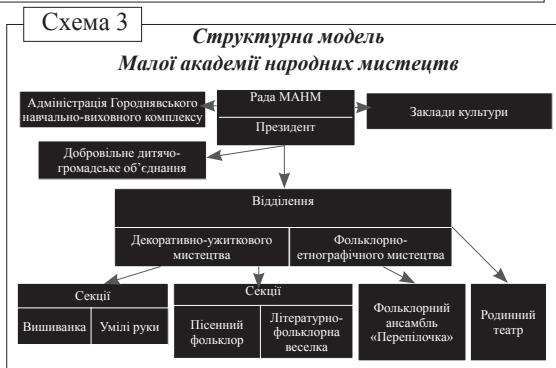 Схема 3
Структурна модель
Малої академії народних мистецтв
Адміністрація Городнявського
навчально-виховного комплексу
Рада МАНМ
Президент
Заклади культури
Добровільне дитячо-
громадське об’єднання
Відділення
Декоративно-ужиткового
мистецтва
Фольклорно-
етнографічного мистецтва
Секції
Вишиванка
Умілі руки
Секції
Пісенний
фольклор
Літературно-
фольклорна
веселка
Фольклорний
ансамбль
«Перепілочка»
Родинний
театр